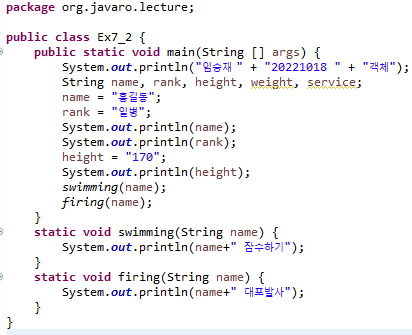 package org.javaro.lecture;
public class Ex7_2 {
public static void main(String [] args) {
System.out.println("임승재 " + "20221018 " + "객체");
String name, rank, height, weight, service;
name = "홍길동";
rank = "일병";
System.out.println(name);
System.out.println(rank);
height = "170";
System.out.println(height);
swimming(name);
firing(name);
}
static void swimming(String name) {
System.out.println(name+" 잠수하기");
}
static void firing(String name) {
System.out.println(name+" 대포발사");
}
}